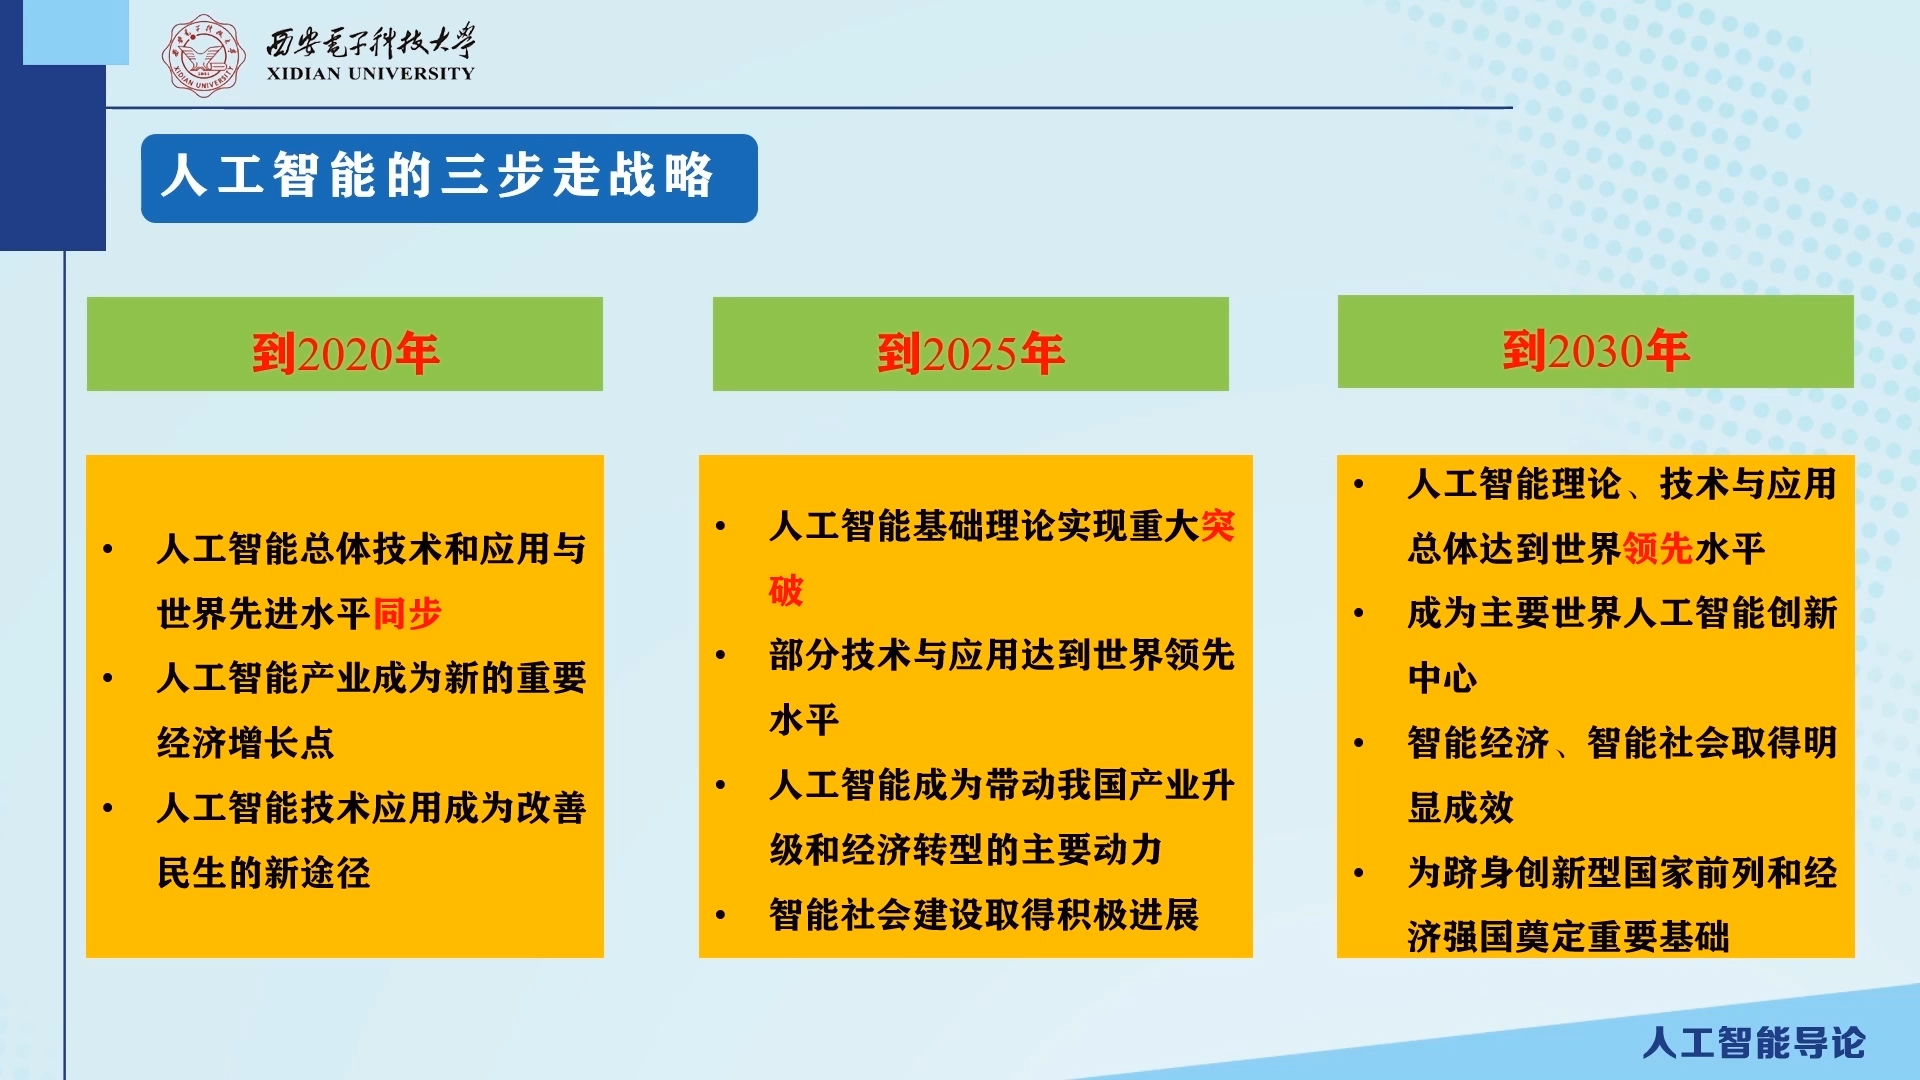 西安电子科技大学
XIDIAN UNIVERSITY
人工智能的三步走战略
到2020年
• 人工智能总体技术和应用与
世界先进水平同步
• 人工智能产业成为新的重要
经济增长点
• 人工智能技术应用成为改善
民生的新途径
到2025年
• 人工智能基础理论实现重大突
破
• 部分技术与应用达到世界领先
水平
• 人工智能成为带动我国产业升
级和经济转型的主要动力
• 智能社会建设取得积极进展
到2030年
• 人工智能理论、技术与应用
总体达到世界领先水平
• 成为主要世界人工智能创新
中心
• 智能经济、智能社会取得明
显成效
• 为跻身创新型国家前列和经
济强国奠定重要基础
人工智能导论